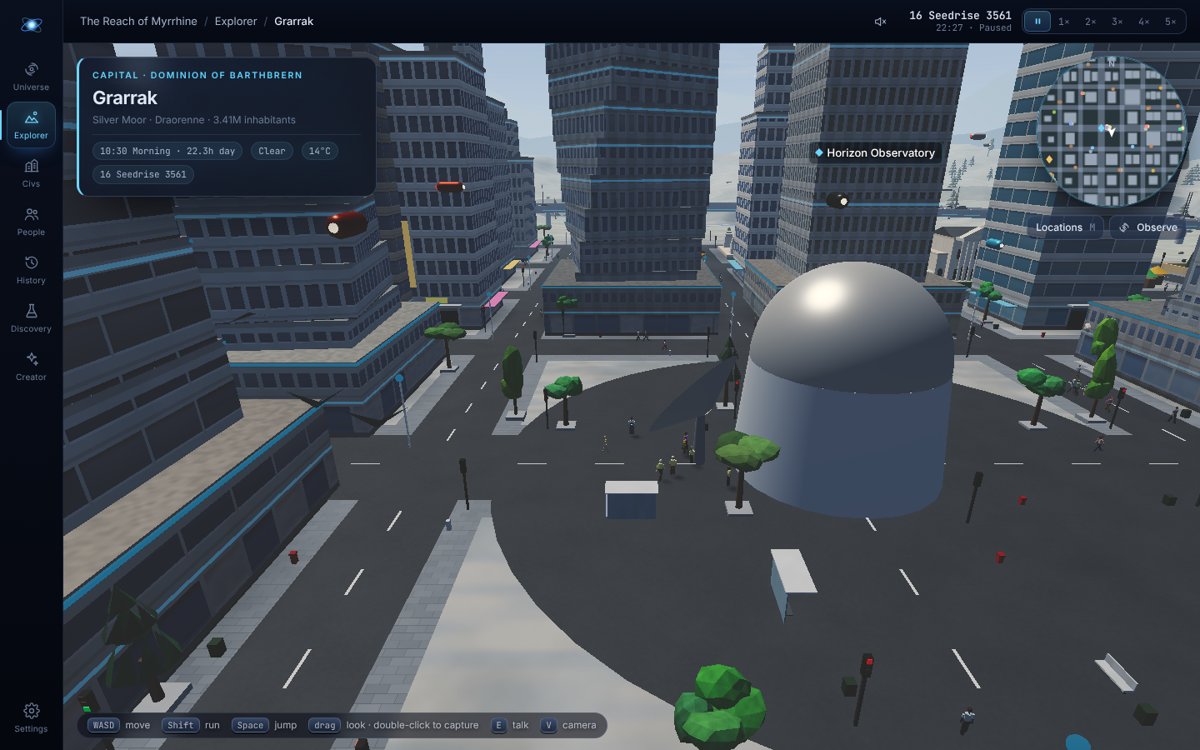 The Reach of Myrrhine / Explorer / Grarrak
16 Seedrise 3561
22:27 · Paused
1×
2×
3×
4×
5×
Universe
Explorer
Civs
People
History
Discovery
Creator
Settings
CAPITAL · DOMINION OF BARTHBRERN
Grarrak
Silver Moor · Draorenne · 3.41M inhabitants
10:30 Morning · 22.3h day
Clear
14°C
16 Seedrise 3561
Horizon Observatory
N
Locations M
Observe
WASD move
Shift run
Space jump
drag look · double-click to capture
E talk
V camera